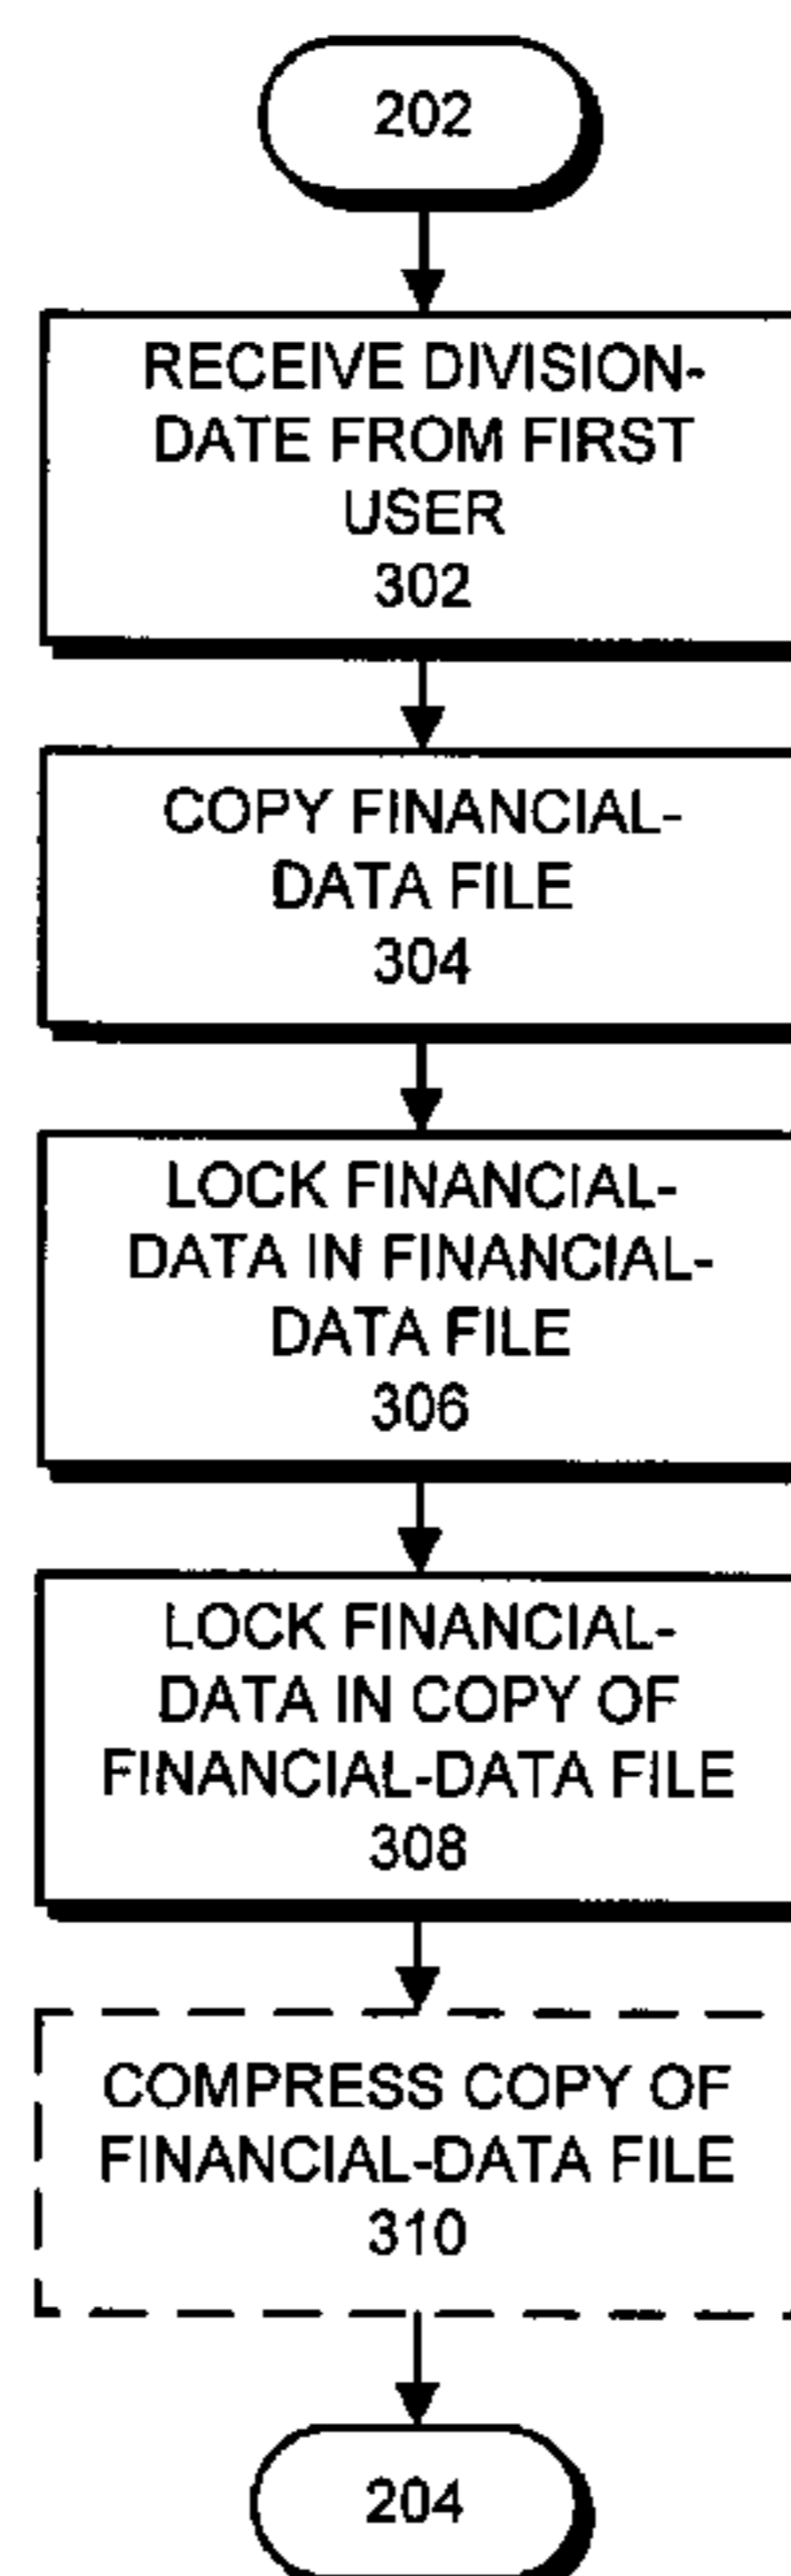 202
RECEIVE DIVISION-
DATE FROM FIRST
USER
302
COPY FINANCIAL-
DATA FILE
304
LOCK FINANCIAL-
DATA IN FINANCIAL-
DATA FILE
306
LOCK FINANCIAL-
DATA IN COPY OF
FINANCIAL-DATA FILE
308
COMPRESS COPY OF
FINANCIAL-DATA FILE
310
204